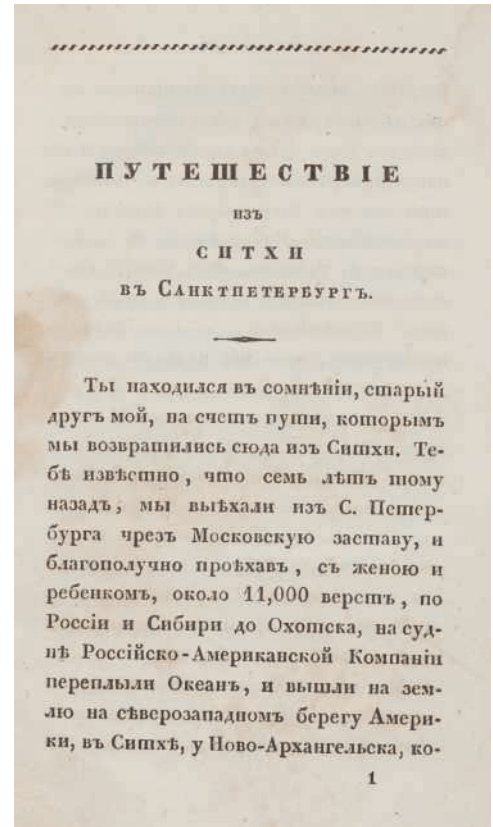 ПУТЕШЕСТВІЕ
изъ
СИТХИ
въ Санктпетербургъ.
Ты находился въ сомнѣніи, старый
другъ мой, на счетъ пути, которымъ
мы возвратились сюда изъ Ситхи. Те-
бѣ извѣстно, что семь лѣтъ тому
назадъ, мы выѣхали изъ С. Петер-
бурга чрезъ Московскую заставу, и
благополучно проѣхавъ, съ женою и
ребенкомъ, около 11,000 верстъ, по
Россіи и Сибири до Охотска, на суд-
нѣ Россійско-Американской Компаніи
переплыли Океанъ, и вышли на зем-
лю на сѣверозападномъ берегу Амери-
ки, въ Ситхѣ, у Ново-Архангельска, ко-
1